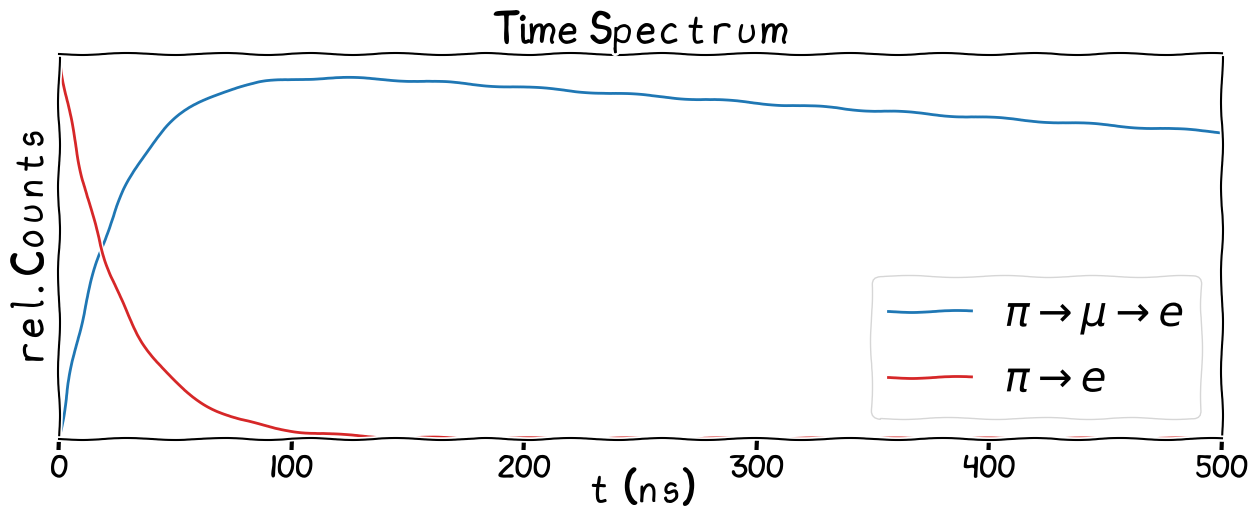 Time Spectrum
rel. Counts
π → μ → e
π → e
0 100 200 300 400 500
t (ns)